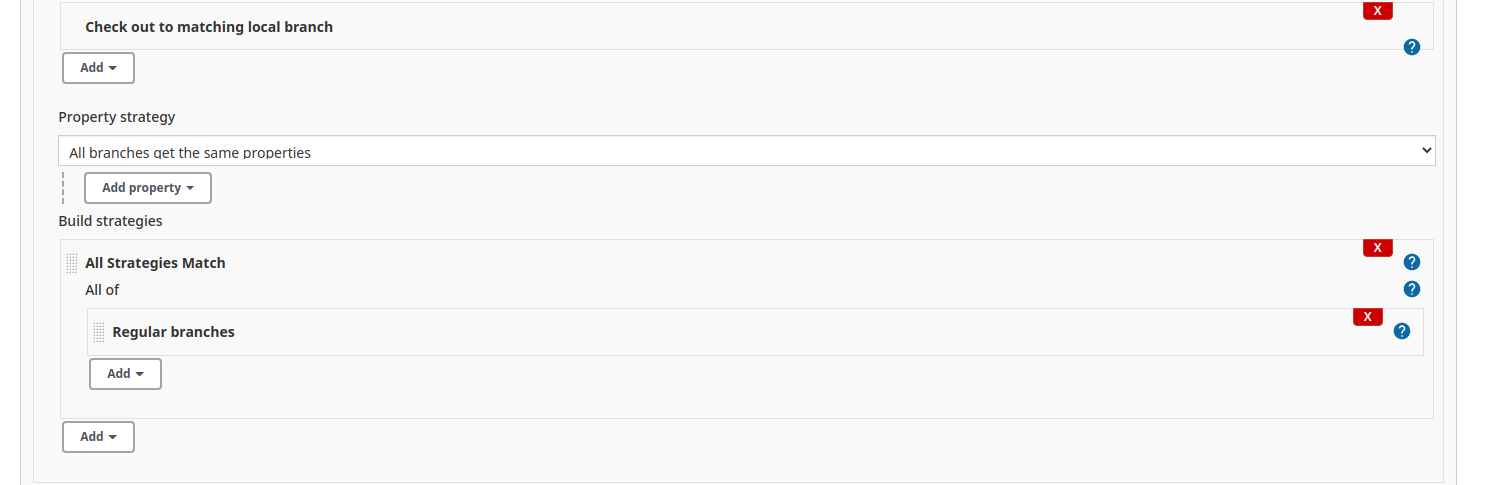 X
Check out to matching local branch
?
Add
Property strategy
All branches get the same properties
Add property
Build strategies
X
All Strategies Match
?
All of
?
X
Regular branches
?
Add
Add